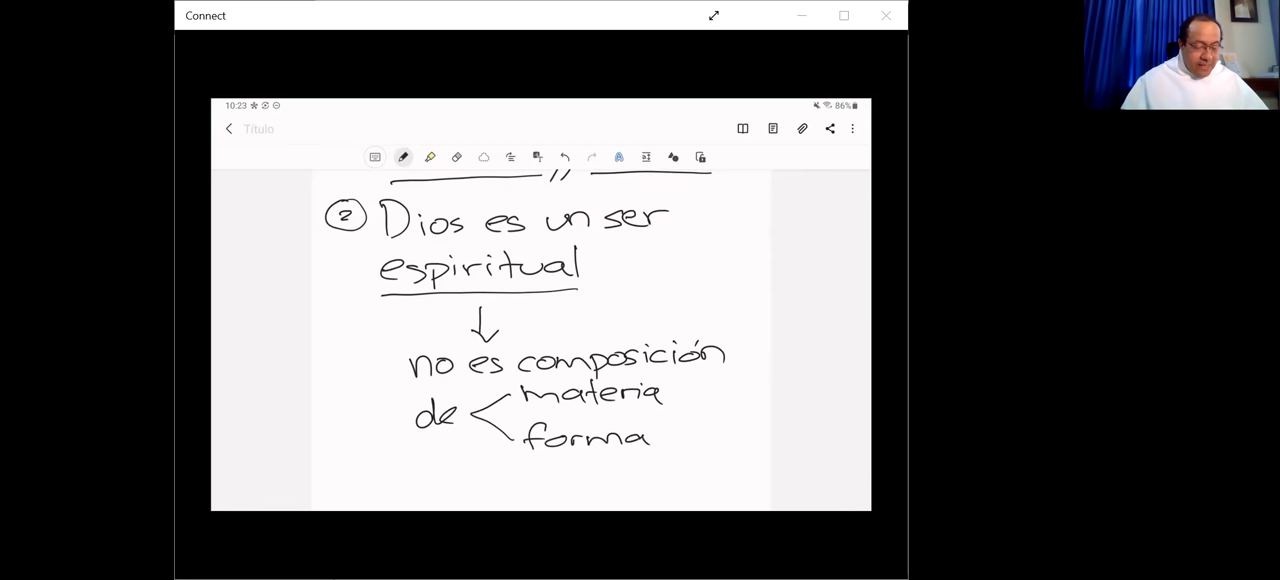 Connect
10:23
86%
Título
② Dios es un ser
espiritual
↓
no es composición
de < materia
forma